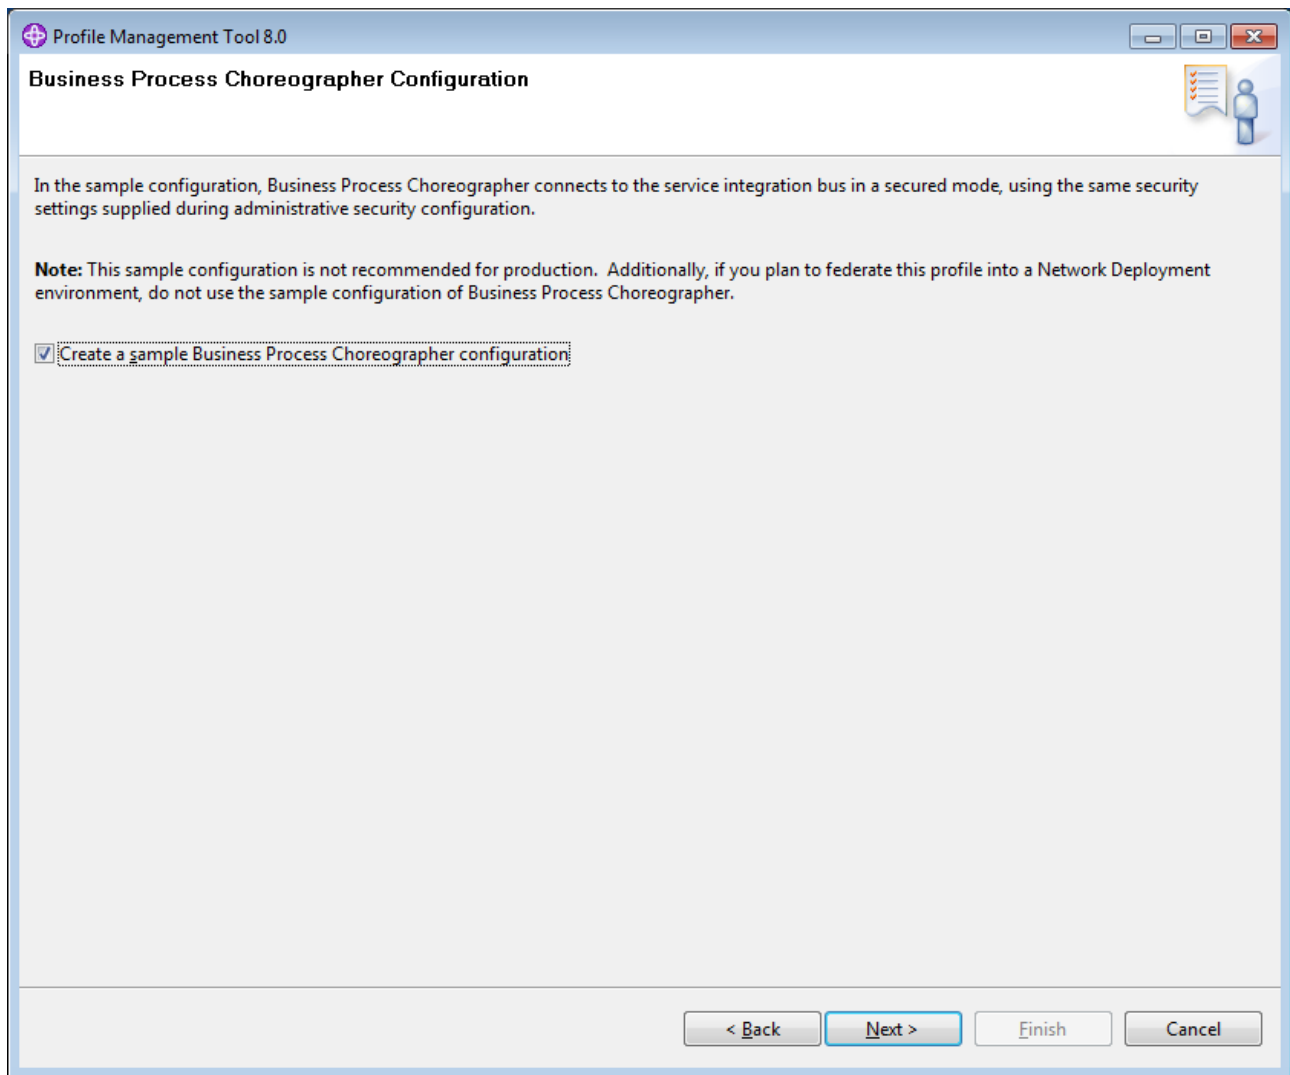 Profile Management Tool 8.0
Business Process Choreographer Configuration
In the sample configuration, Business Process Choreographer connects to the service integration bus in a secured mode, using the same security
settings supplied during administrative security configuration.
Note: This sample configuration is not recommended for production.  Additionally, if you plan to federate this profile into a Network Deployment
environment, do not use the sample configuration of Business Process Choreographer.
Create a sample Business Process Choreographer configuration
< Back
Next >
Finish
Cancel